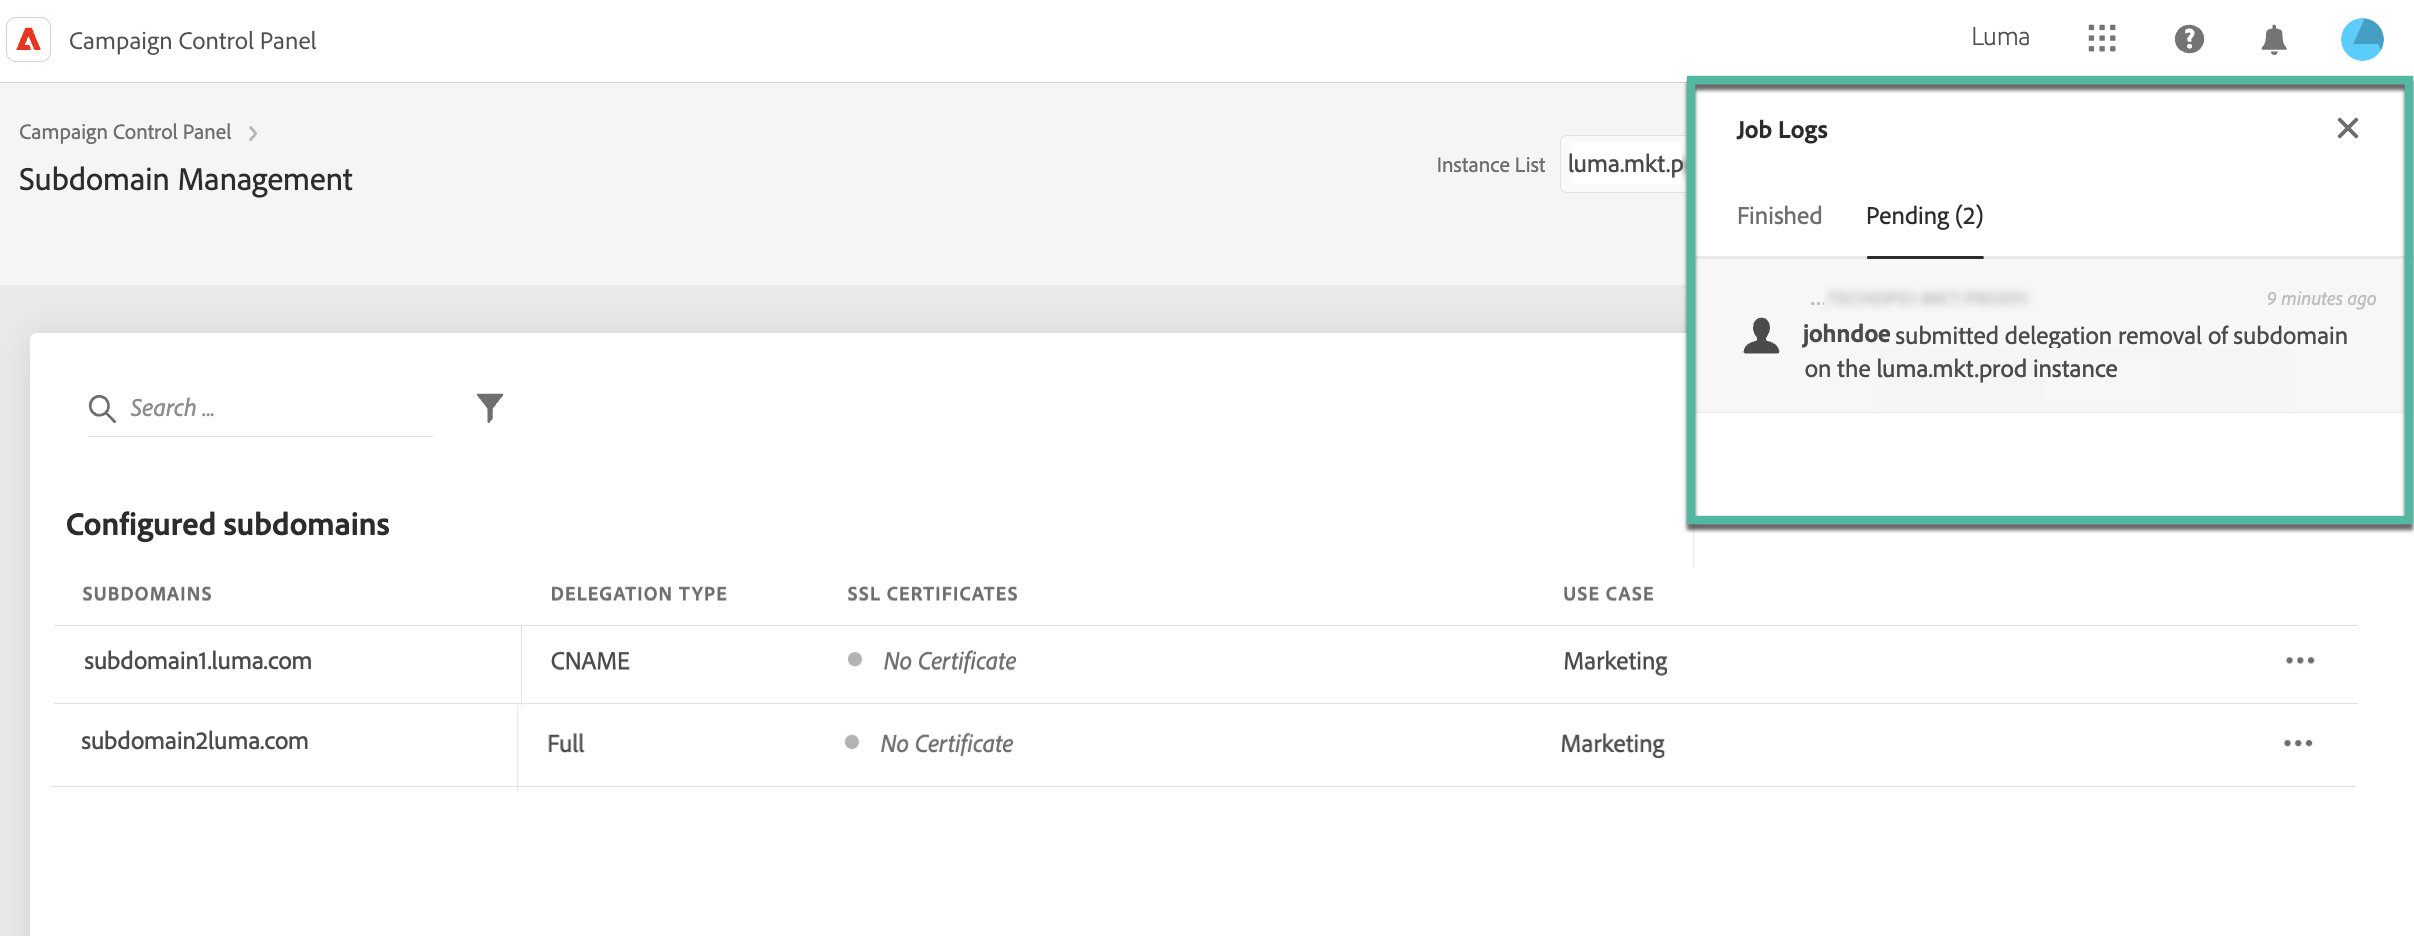 Campaign Control Panel
Luma
Campaign Control Panel
Subdomain Management
Instance List
luma.mkt.p
Job Logs
Finished
Pending (2)
...
9 minutes ago
johndoe submitted delegation removal of subdomain
on the luma.mkt.prod instance
Search ...
Configured subdomains
SUBDOMAINS DELEGATION TYPE SSL CERTIFICATES USE CASE
subdomain1.luma.com CNAME No Certificate Marketing
subdomain2luma.com Full No Certificate Marketing